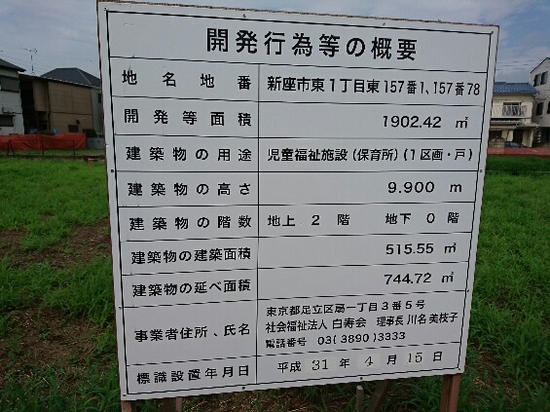 開発行為等の概要
地名地番 新座市東1丁目東157番1、157番78
開発等面積 1902.42 ㎡
建築物の用途 児童福祉施設(保育所)(1区画・戸)
建築物の高さ 9.900 m
建築物の階数 地上 2 階 地下 0 階
建築物の建築面積 515.55 ㎡
建築物の延べ面積 744.72 ㎡
事業者住所、氏名 東京都足立区扇一丁目3番5号
社会福祉法人 白寿会 理事長 川名 美枝子
電話番号 03(3890)3333
標識設置年月日 平成 31 年 4 月 15 日